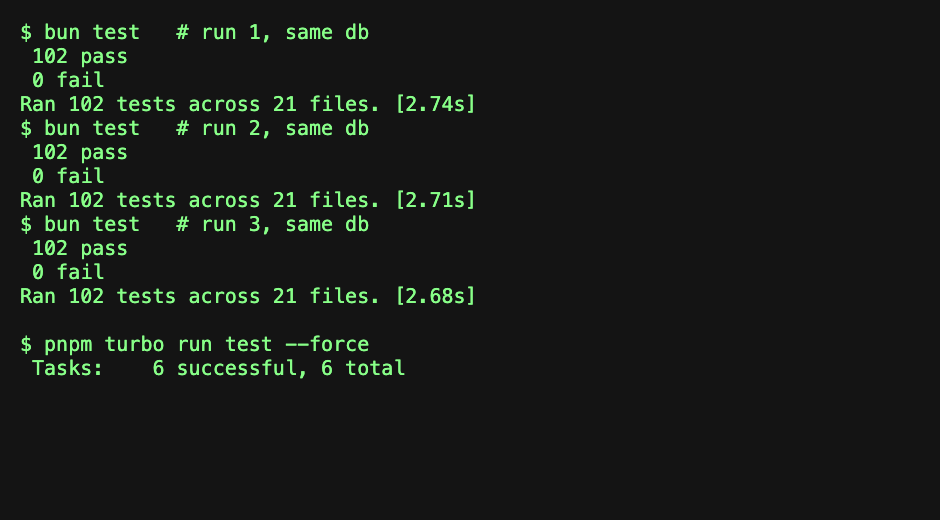 $ bun test   # run 1, same db
 102 pass
 0 fail
Ran 102 tests across 21 files. [2.74s]
$ bun test   # run 2, same db
 102 pass
 0 fail
Ran 102 tests across 21 files. [2.71s]
$ bun test   # run 3, same db
 102 pass
 0 fail
Ran 102 tests across 21 files. [2.68s]

$ pnpm turbo run test --force
 Tasks:    6 successful, 6 total